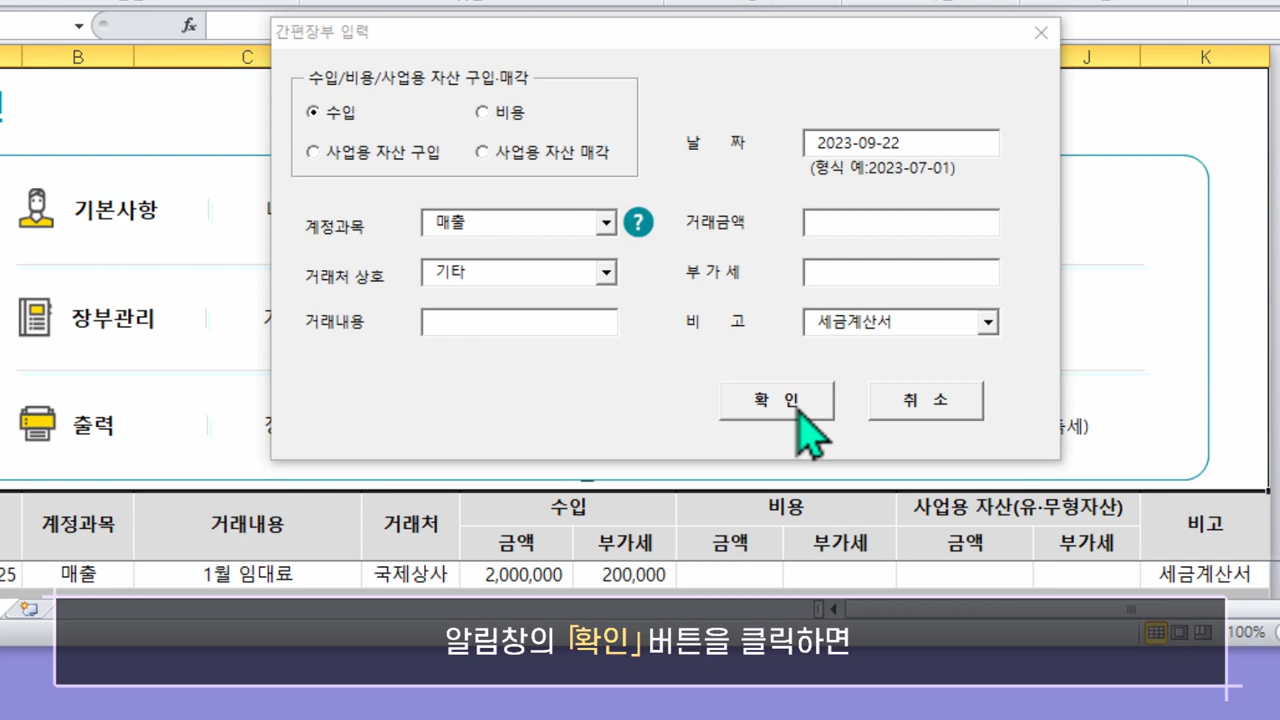 fx
B
C
J
K
간편장부 입력
수입/비용/사업용 자산 구입·매각
수입
비용
사업용 자산 구입
사업용 자산 매각
날 짜
2023-09-22
(형식 예:2023-07-01)
계정과목
매출
?
거래금액
거래처 상호
기타
부 가 세
거래내용
비 고
세금계산서
확 인
취 소
기본사항
장부관리
출력
계정과목
거래내용
거래처
수입
비용
사업용 자산(유·무형자산)
비고
금액
부가세
금액
부가세
금액
부가세
25
매출
1월 임대료
국제상사
2,000,000
200,000
세금계산서
100%
알림창의 「확인」 버튼을 클릭하면